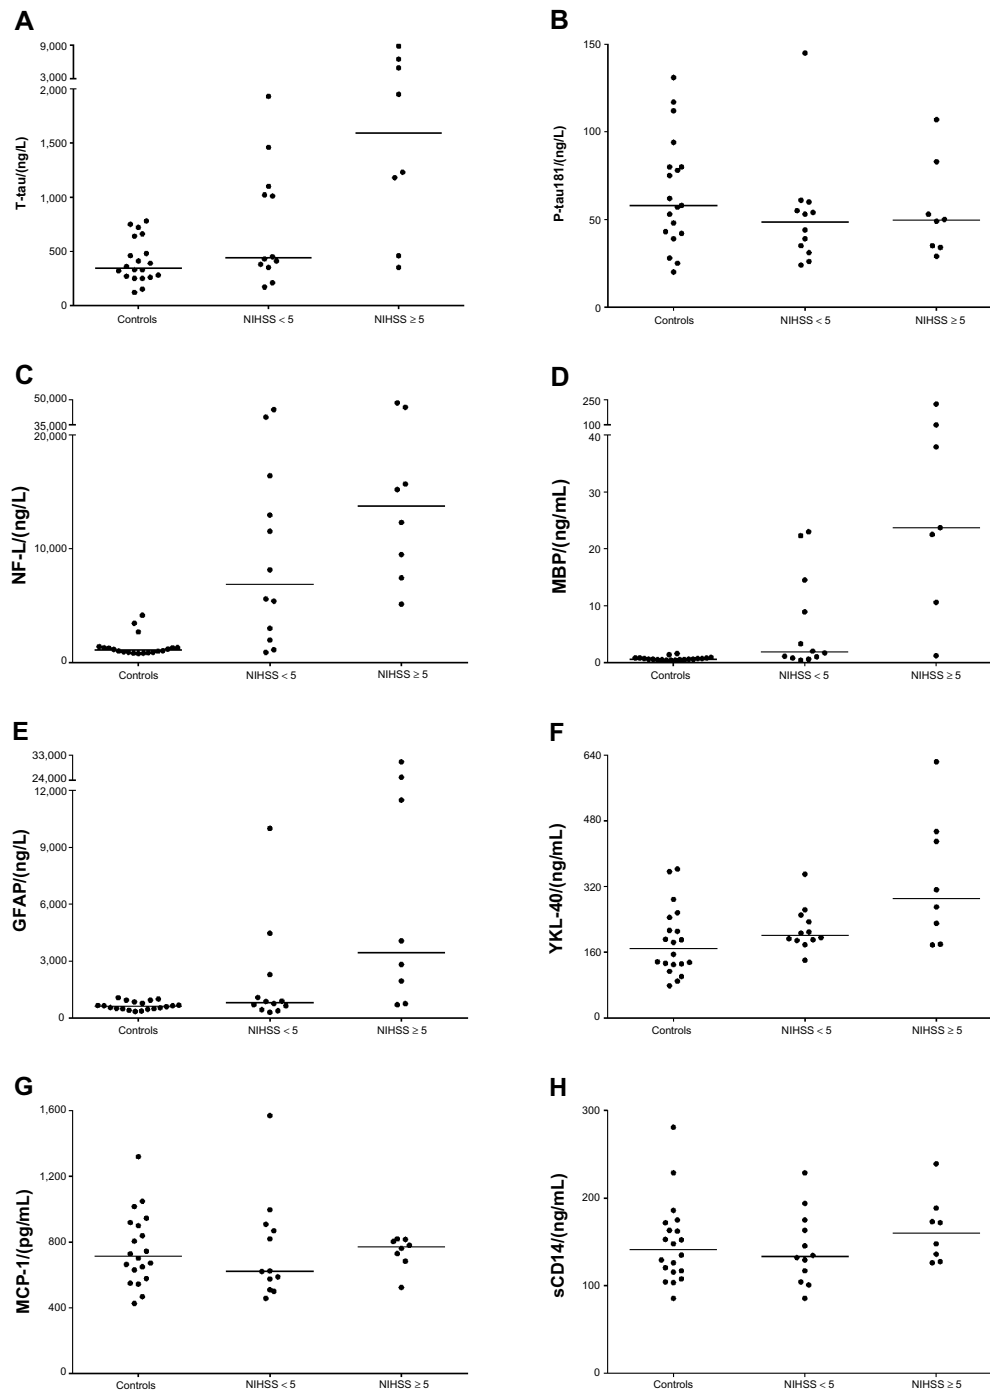 A
9,000
3,000
2,000
1,500
1,000
500
0
T-tau/(ng/L)
Controls NIHSS < 5 NIHSS ≥ 5
B
150
100
50
0
P-tau181/(ng/L)
Controls NIHSS < 5 NIHSS ≥ 5
C
50,000
35,000
20,000
10,000
0
NF-L/(ng/L)
Controls NIHSS < 5 NIHSS ≥ 5
D
250
100
40
30
20
10
0
MBP/(ng/mL)
Controls NIHSS < 5 NIHSS ≥ 5
E
33,000
24,000
12,000
9,000
6,000
3,000
0
GFAP/(ng/L)
Controls NIHSS < 5 NIHSS ≥ 5
F
640
480
320
160
0
YKL-40/(ng/mL)
Controls NIHSS < 5 NIHSS ≥ 5
G
1,600
1,200
800
400
0
MCP-1/(pg/mL)
Controls NIHSS < 5 NIHSS ≥ 5
H
300
200
150
100
0
sCD14/(ng/mL)
Controls NIHSS < 5 NIHSS ≥ 5